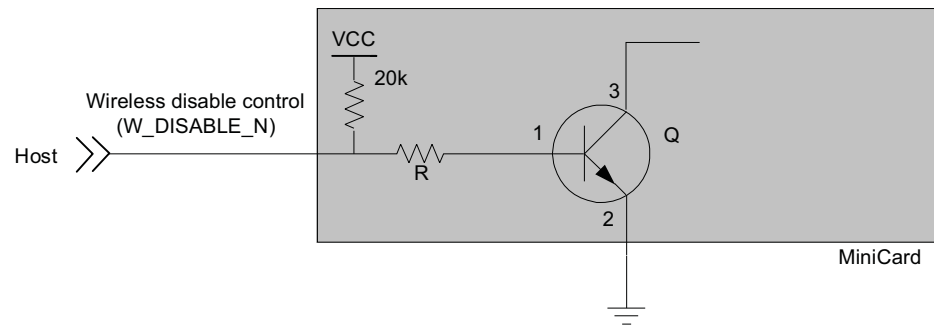 VCC
20k
Wireless disable control
(W_DISABLE_N)
Host
R
1
3
Q
2
MiniCard